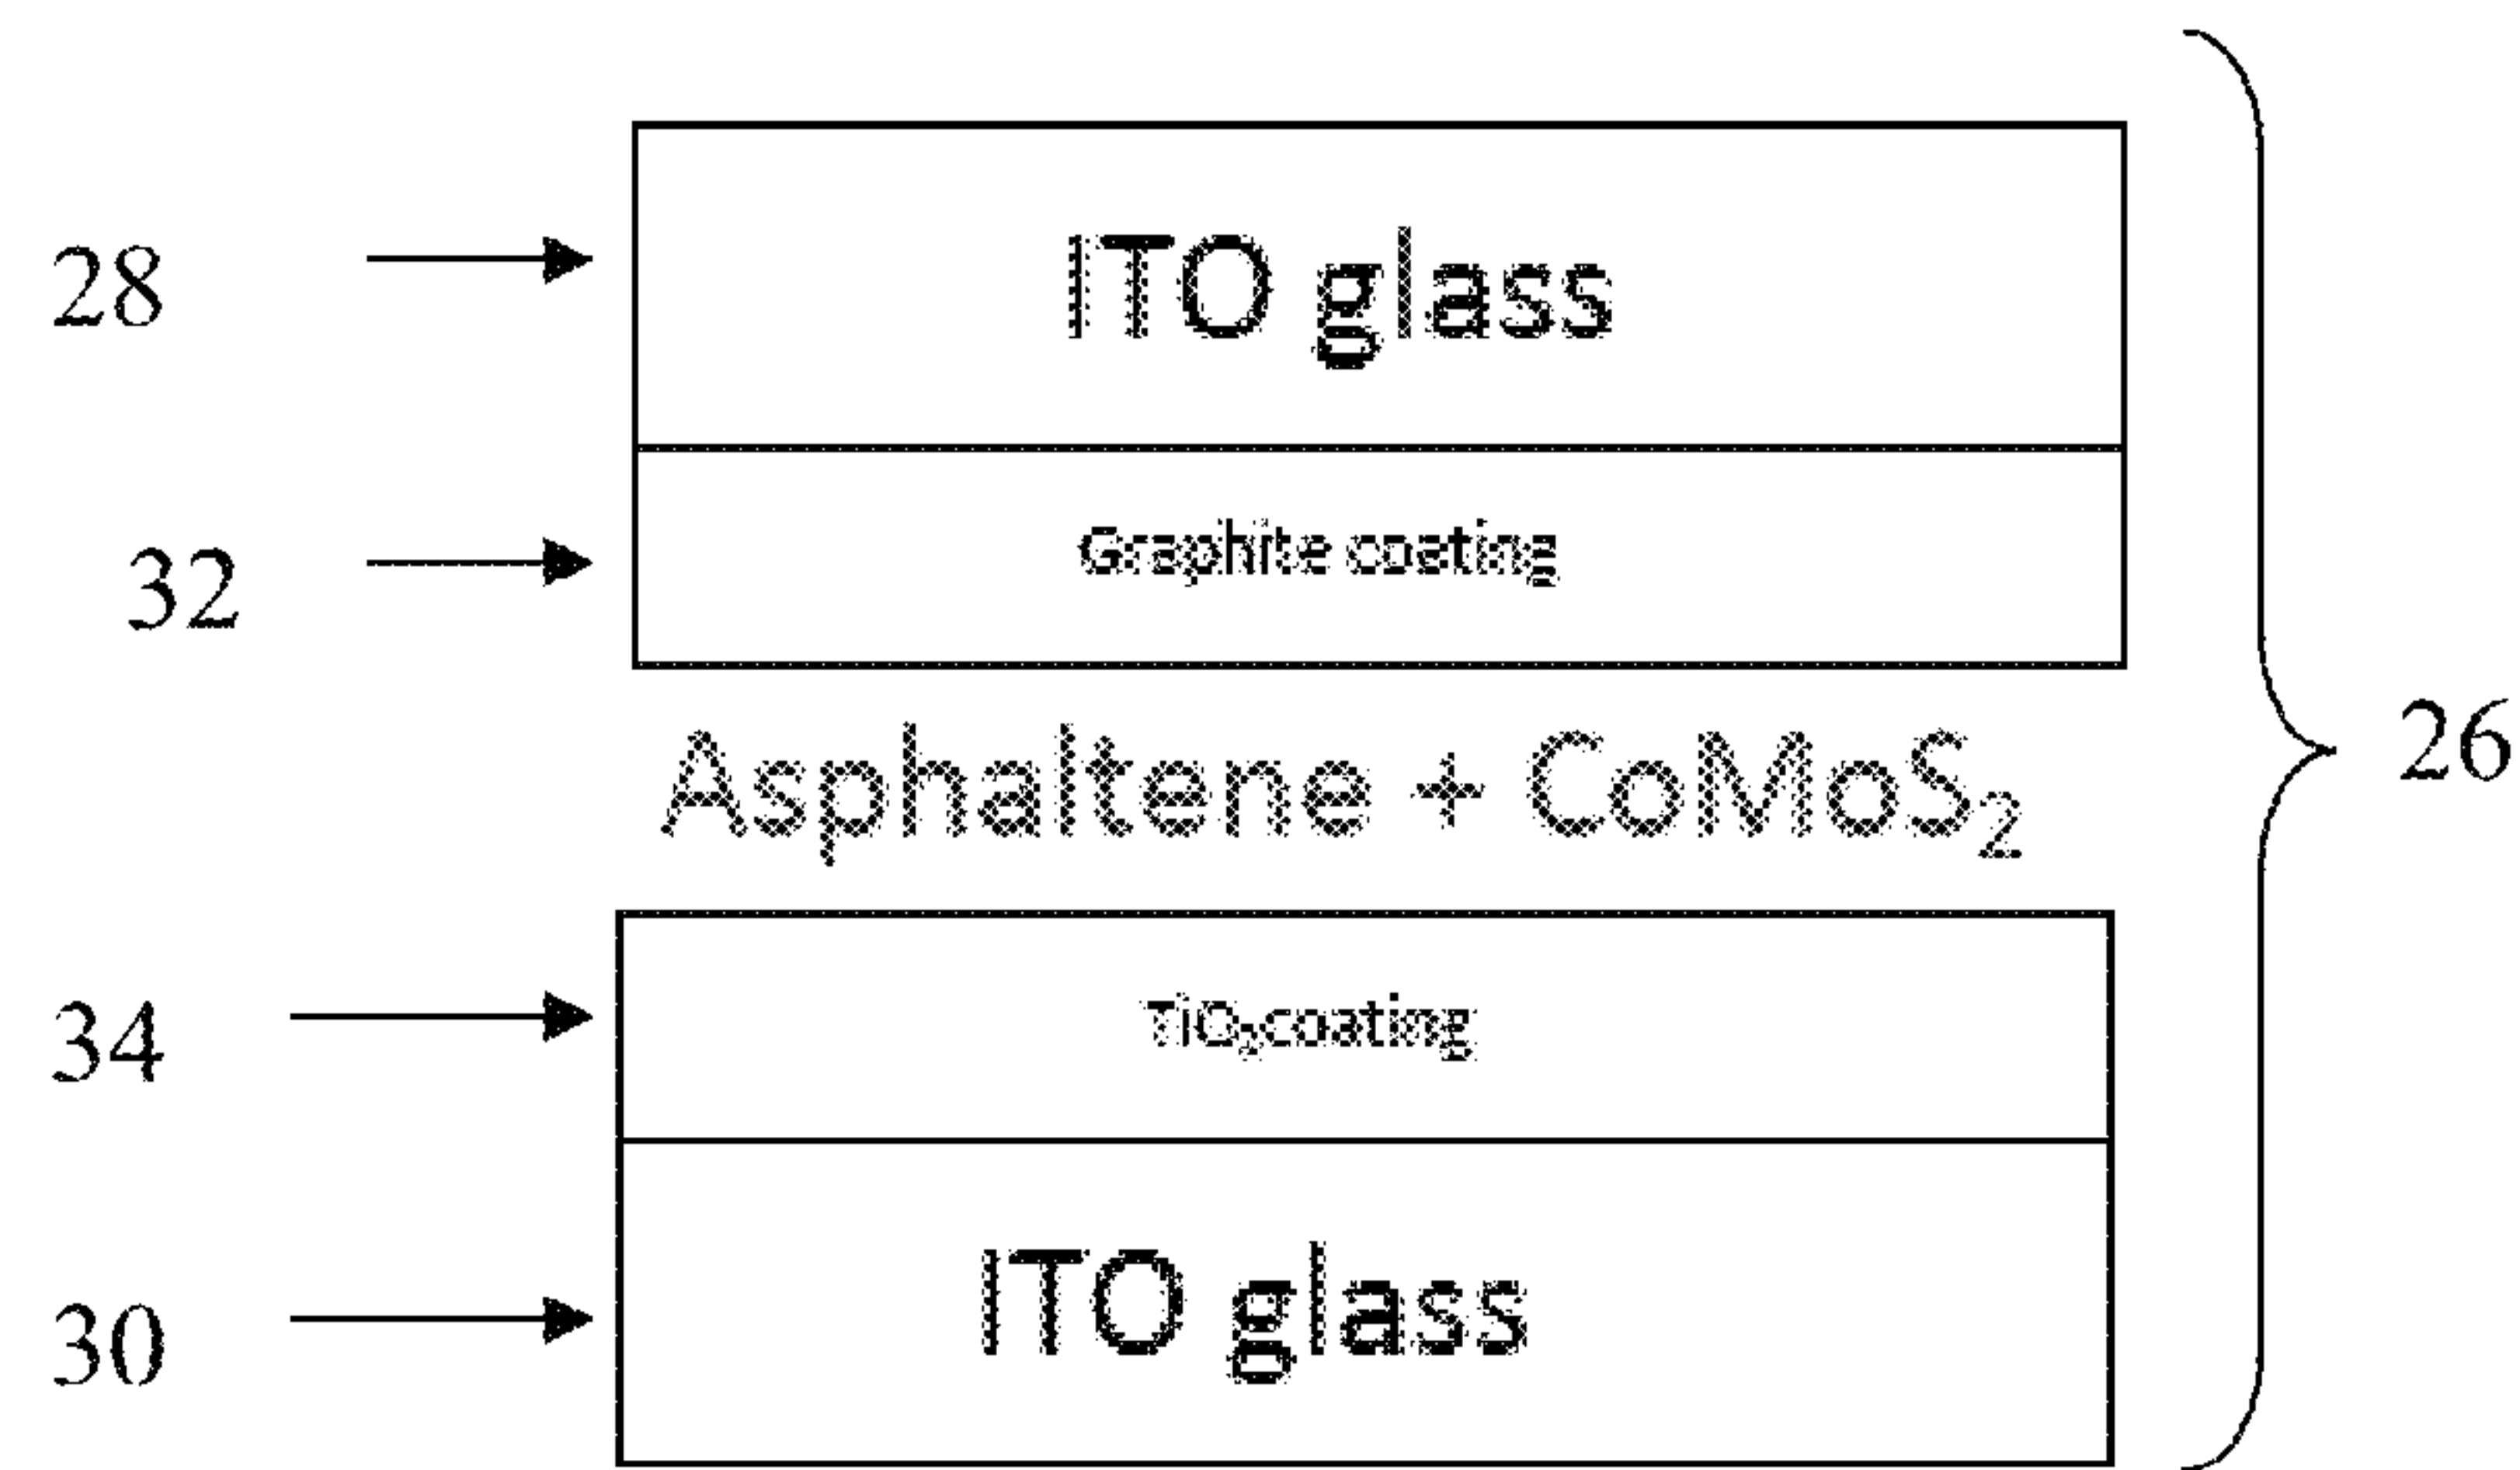 28 ITO glass
32 Graphite coating
Asphaltene + CoMoS₂
26
34 TiO₂ coating
30 ITO glass